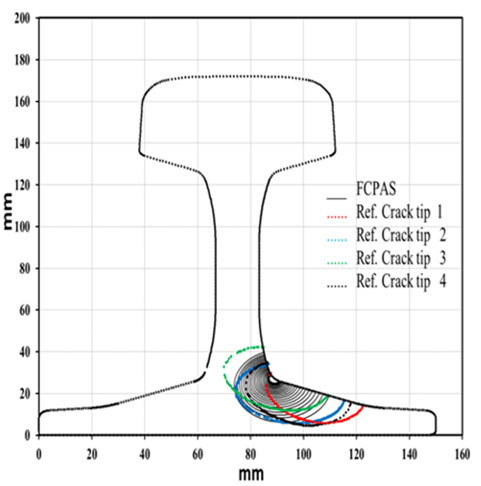 200
180
160
140
120
100
80
60
40
20
0
mm
FCPAS
Ref. Crack tip 1
Ref. Crack tip 2
Ref. Crack tip 3
Ref. Crack tip 4
0 20 40 60 80 100 120 140 160
mm